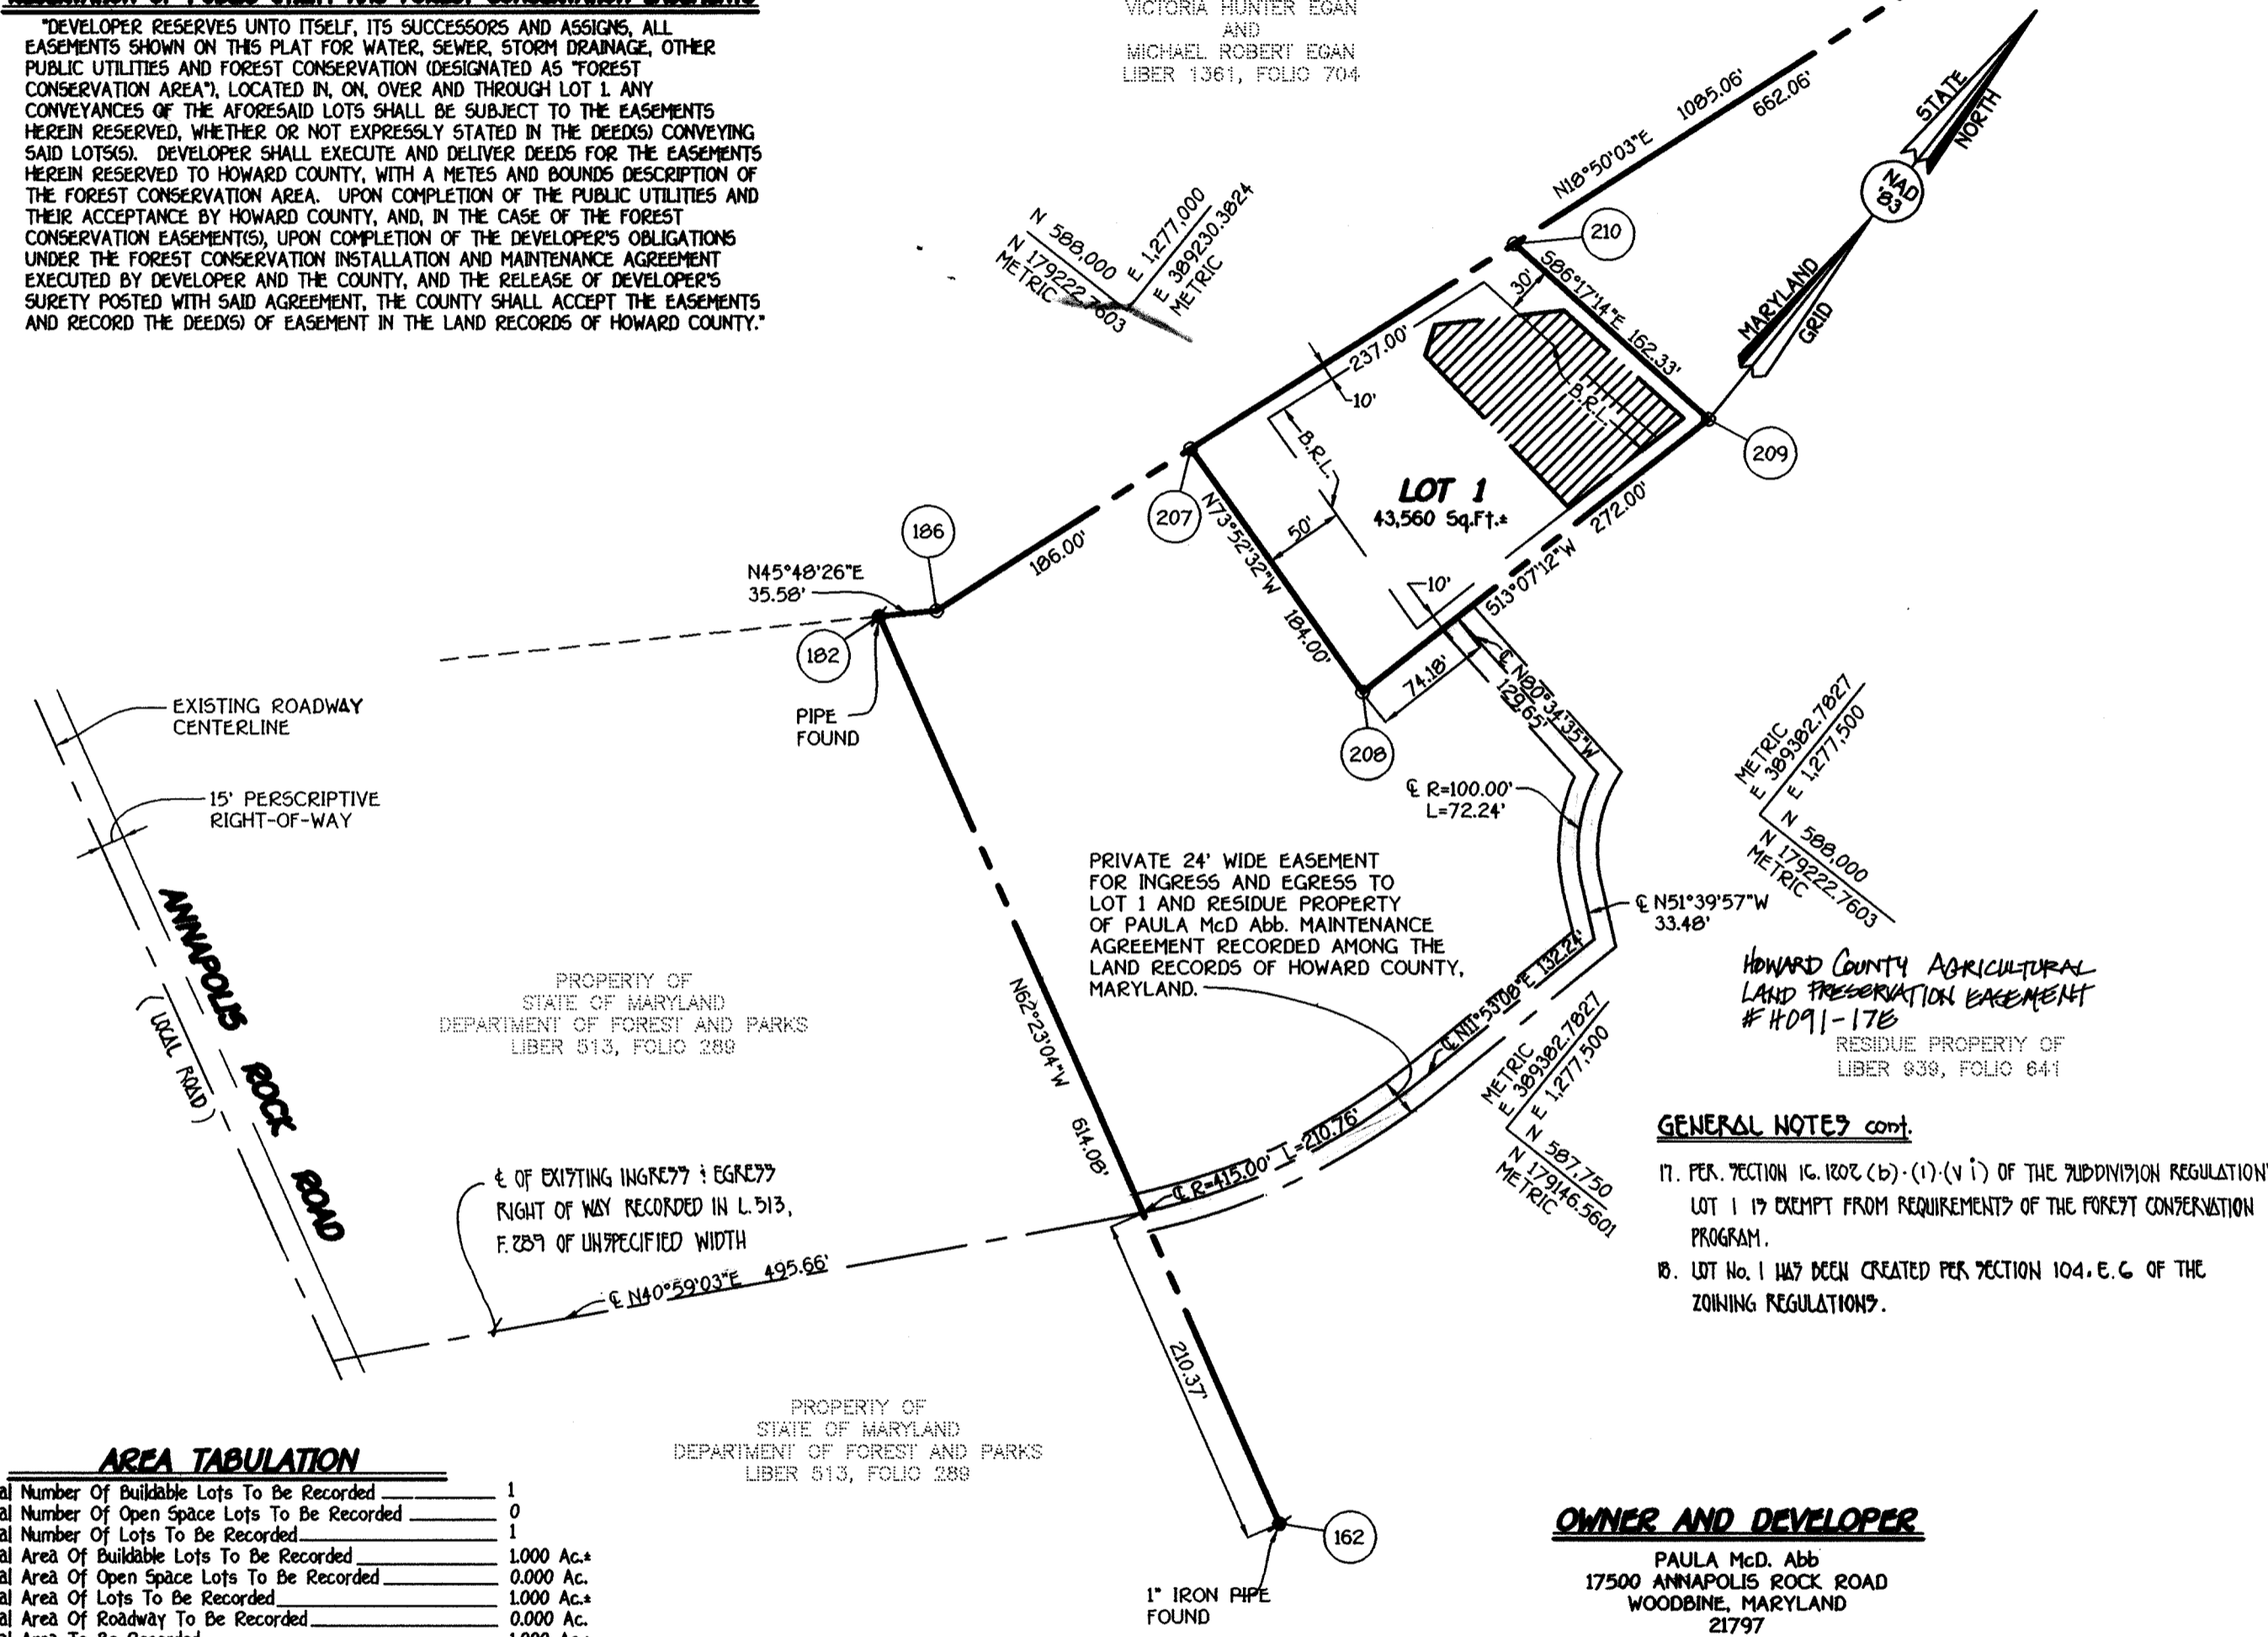 "DEVELOPER RESERVES UNTO ITSELF, ITS SUCCESSORS AND ASSIGNS, ALL
EASEMENTS SHOWN ON THIS PLAT FOR WATER, SEWER, STORM DRAINAGE, OTHER
PUBLIC UTILITIES AND FOREST CONSERVATION (DESIGNATED AS "FOREST
CONSERVATION AREA"), LOCATED IN, ON, OVER AND THROUGH LOT 1. ANY
CONVEYANCES OF THE AFORESAID LOTS SHALL BE SUBJECT TO THE EASEMENTS
HEREIN RESERVED, WHETHER OR NOT EXPRESSLY STATED IN THE DEED(S) CONVEYING
SAID LOTS(S). DEVELOPER SHALL EXECUTE AND DELIVER DEEDS FOR THE EASEMENTS
HEREIN RESERVED TO HOWARD COUNTY, WITH A METES AND BOUNDS DESCRIPTION OF
THE FOREST CONSERVATION AREA. UPON COMPLETION OF THE PUBLIC UTILITIES AND
THEIR ACCEPTANCE BY HOWARD COUNTY, AND, IN THE CASE OF THE FOREST
CONSERVATION EASEMENT(S), UPON COMPLETION OF THE DEVELOPER'S OBLIGATIONS
UNDER THE FOREST CONSERVATION INSTALLATION AND MAINTENANCE AGREEMENT
EXECUTED BY DEVELOPER AND THE COUNTY, AND THE RELEASE OF DEVELOPER'S
SURETY POSTED WITH SAID AGREEMENT, THE COUNTY SHALL ACCEPT THE EASEMENTS
AND RECORD THE DEED(S) OF EASEMENT IN THE LAND RECORDS OF HOWARD COUNTY."
VICTORIA HUNTER EGAN
AND
MICHAEL ROBERT EGAN
LIBER 1361, FOLIO 704
N18°50'03"E
1085.06'
662.06'
STATE
NORTH
NAD
'83
MARYLAND
GRID
N 588,000
N 179222.7603
METRIC
E 1,277,000
E 389230.3824
METRIC
210
S86°17'14"E 162.33'
30'
237.00'
10'
B.R.L.
B.R.L.
209
LOT 1
43,560 Sq.Ft.±
272.00'
S13°07'12"W
207
N73°52'32"W
184.00'
50'
10'
186
186.00'
N45°48'26"E
35.58'
182
PIPE
FOUND
74.18'
208
℄ N80°34'35"W
129.65'
℄ R=100.00'
L=72.24'
METRIC
E 389382.7827
E 1,277,500
N 588,000
N 179222.7603
METRIC
EXISTING ROADWAY
CENTERLINE
15' PERSCRIPTIVE
RIGHT-OF-WAY
ANNAPOLIS ROCK ROAD
(LOCAL ROAD)
PRIVATE 24' WIDE EASEMENT
FOR INGRESS AND EGRESS TO
LOT 1 AND RESIDUE PROPERTY
OF PAULA McD Abb. MAINTENANCE
AGREEMENT RECORDED AMONG THE
LAND RECORDS OF HOWARD COUNTY,
MARYLAND.
℄ N51°39'57"W
33.48'
℄ N11°53'08"E 132.24'
HOWARD COUNTY AGRICULTURAL
LAND PRESERVATION EASEMENT
# HO91-17E
RESIDUE PROPERTY OF
LIBER 939, FOLIO 641
PROPERTY OF
STATE OF MARYLAND
DEPARTMENT OF FOREST AND PARKS
LIBER 513, FOLIO 289
N62°23'04"W 614.08'
METRIC
E 389382.7827
E 1,277,500
N 587,750
N 179146.5601
METRIC
℄ R=415.00' L=210.76'
℄ OF EXISTING INGRESS & EGRESS
RIGHT OF WAY RECORDED IN L.513,
F.289 OF UNSPECIFIED WIDTH
℄ N40°59'03"E 495.66'
GENERAL NOTES cont.
17. PER. SECTION 16.1202 (b)·(1)·(vi) OF THE SUBDIVISION REGULATION
LOT 1 IS EXEMPT FROM REQUIREMENTS OF THE FOREST CONSERVATION
PROGRAM.
18. LOT No. 1 HAS BEEN CREATED PER SECTION 104.E.6 OF THE
ZOINING REGULATIONS.
210.37'
162
1" IRON PIPE
FOUND
PROPERTY OF
STATE OF MARYLAND
DEPARTMENT OF FOREST AND PARKS
LIBER 513, FOLIO 289
AREA TABULATION
al Number Of Buildable Lots To Be Recorded 1
al Number Of Open Space Lots To Be Recorded 0
al Number Of Lots To Be Recorded 1
al Area Of Buildable Lots To Be Recorded 1.000 Ac.±
al Area Of Open Space Lots To Be Recorded 0.000 Ac.
al Area Of Lots To Be Recorded 1.000 Ac.±
al Area Of Roadway To Be Recorded 0.000 Ac.
OWNER AND DEVELOPER
PAULA McD. Abb
17500 ANNAPOLIS ROCK ROAD
WOODBINE, MARYLAND
21797